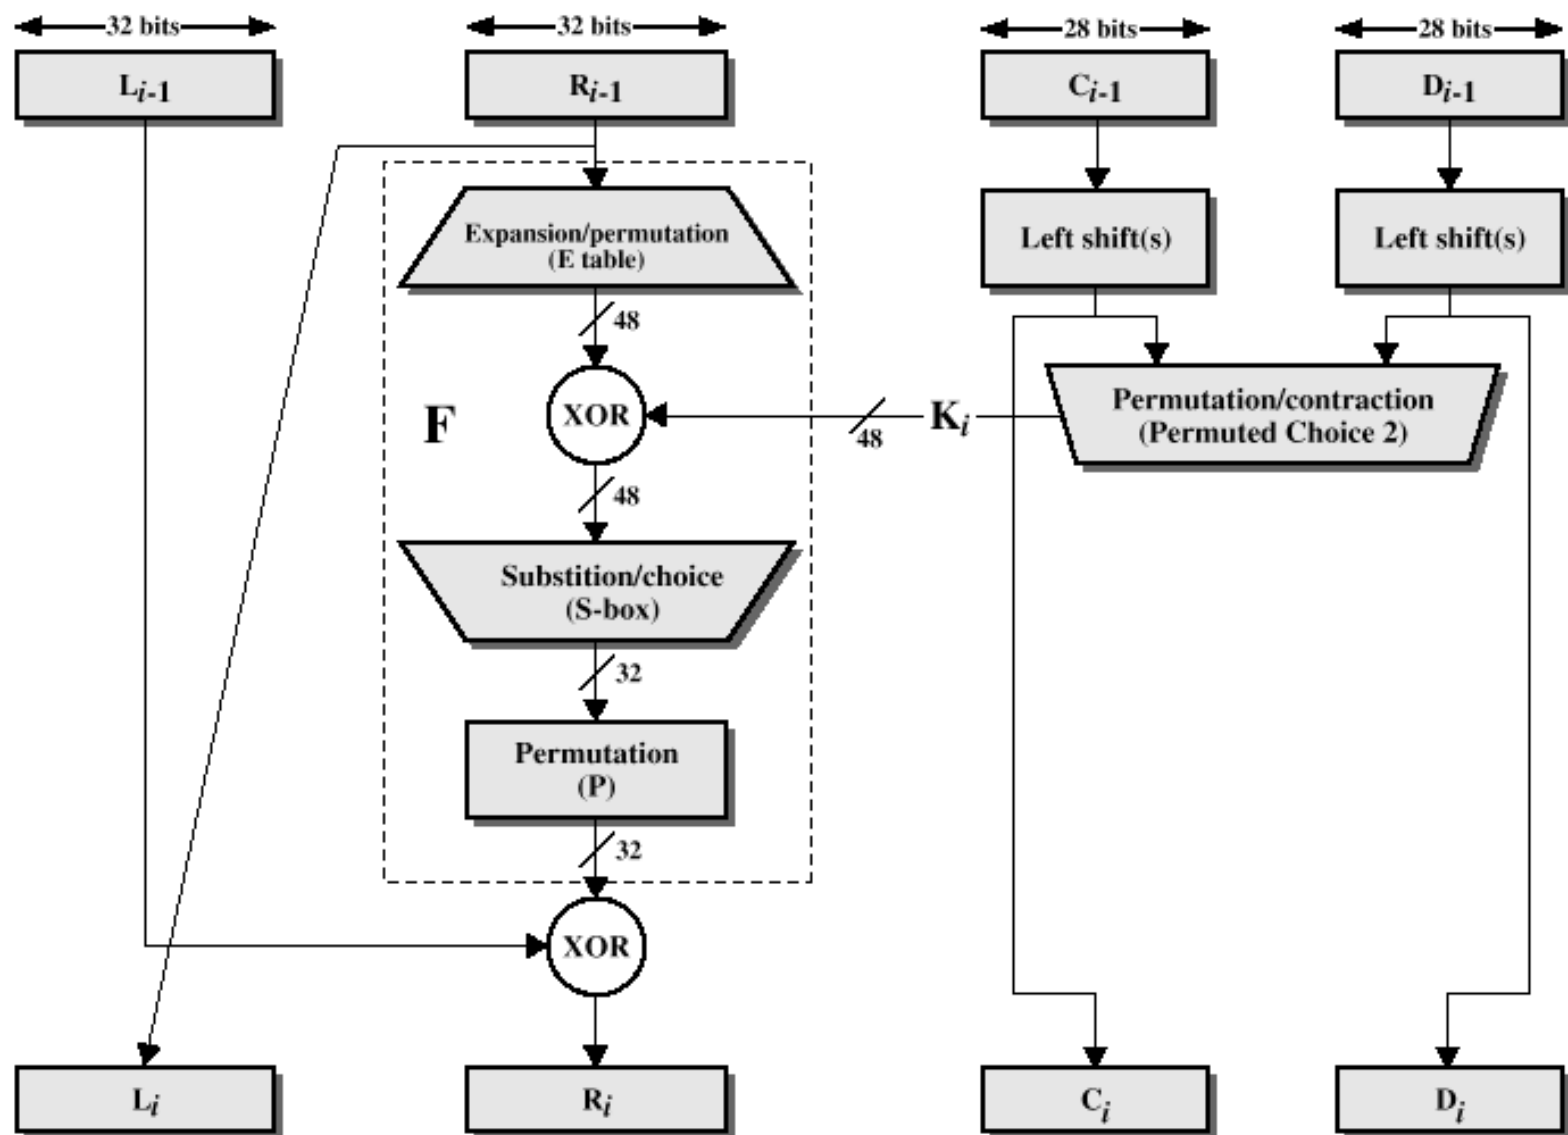 32 bits
32 bits
28 bits
28 bits
Li-1
Ri-1
Ci-1
Di-1
Expansion/permutation
(E table)
Left shift(s)
Left shift(s)
48
F
XOR
48
Ki
Permutation/contraction
(Permuted Choice 2)
48
Substition/choice
(S-box)
32
Permutation
(P)
32
XOR
Li
Ri
Ci
Di